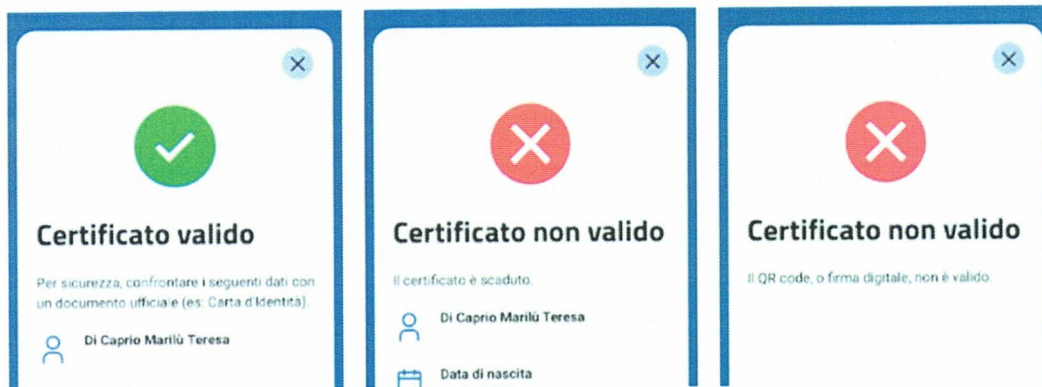 Certificato valido
Per sicurezza, confrontare i seguenti dati con
un documento ufficiale (es: Carta d'Identità).
Di Caprio Marilù Teresa
Certificato non valido
Il certificato è scaduto.
Di Caprio Marilù Teresa
Data di nascita
Certificato non valido
Il QR code, o firma digitale, non è valido.